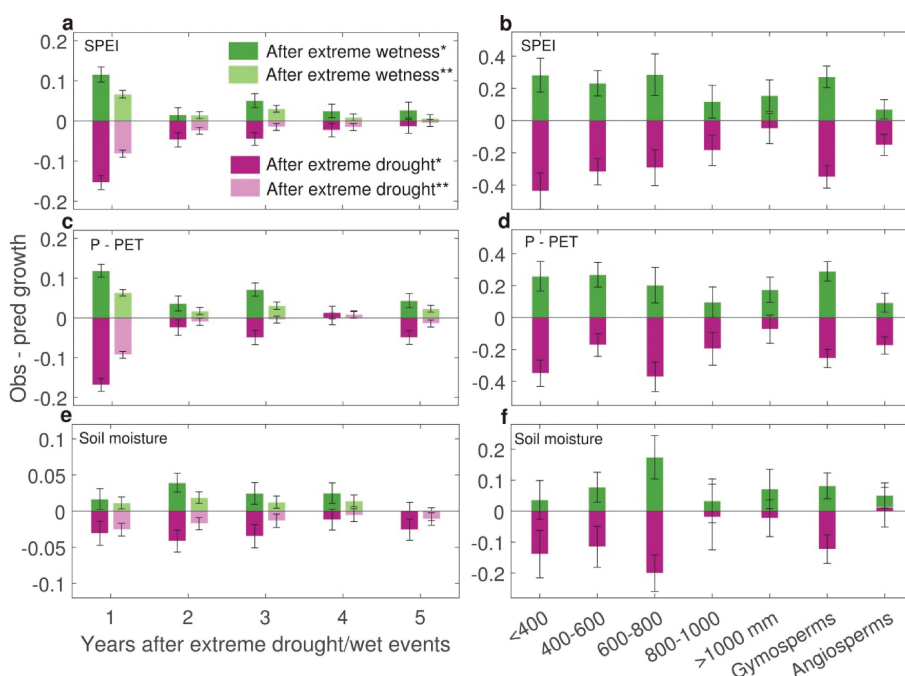 a
SPEI
After extreme wetness*
After extreme wetness**
After extreme drought*
After extreme drought**
0.2
0.1
0
-0.1
-0.2
b
SPEI
0.4
0.2
0
-0.2
-0.4
c
P - PET
0.2
0.1
0
-0.1
-0.2
d
P - PET
0.4
0.2
0
-0.2
-0.4
Obs - pred growth
e
Soil moisture
0.1
0.05
0
-0.05
-0.1
1 2 3 4 5
Years after extreme drought/wet events
f
Soil moisture
0.2
0.1
0
-0.1
-0.2
<400 400-600 600-800 800-1000 >1000 mm Gymosperms Angiosperms